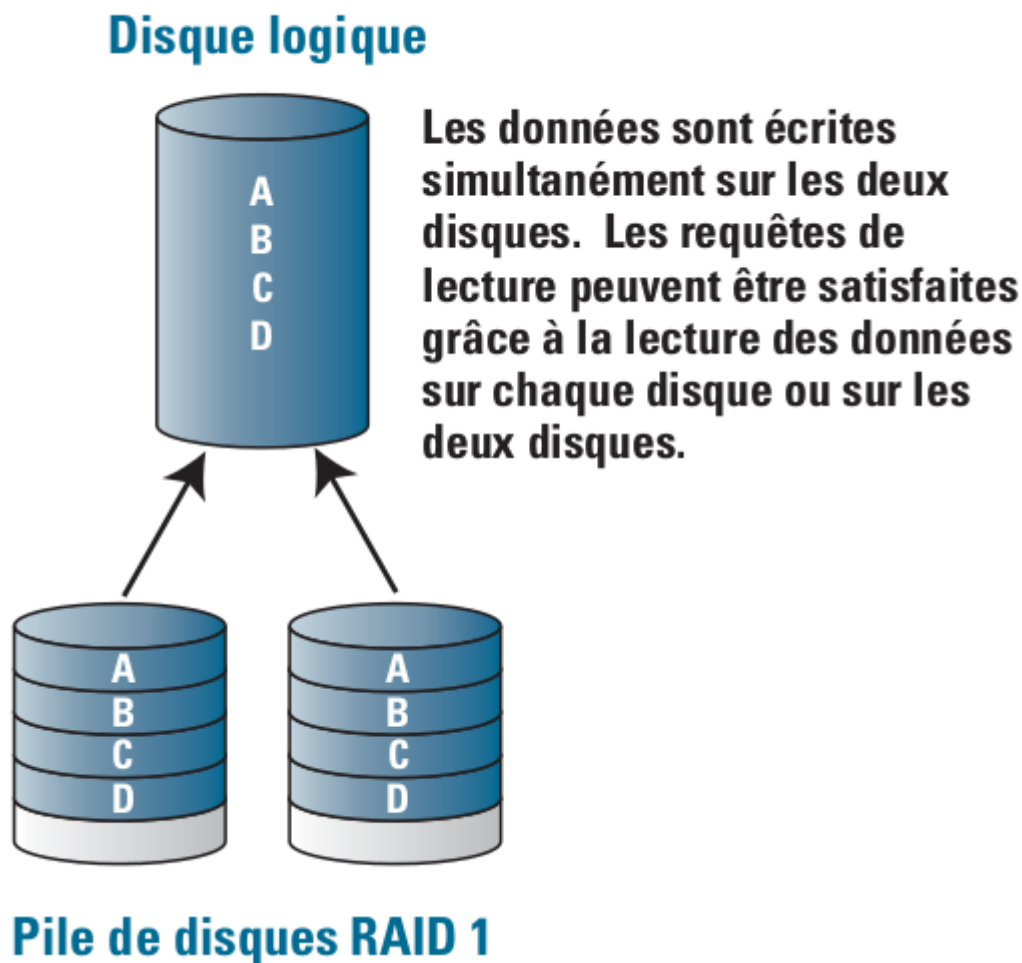 Disque logique
A
B
C
D
Les données sont écrites
simultanément sur les deux
disques. Les requêtes de
lecture peuvent être satisfaites
grâce à la lecture des données
sur chaque disque ou sur les
deux disques.
A
B
C
D
A
B
C
D
Pile de disques RAID 1